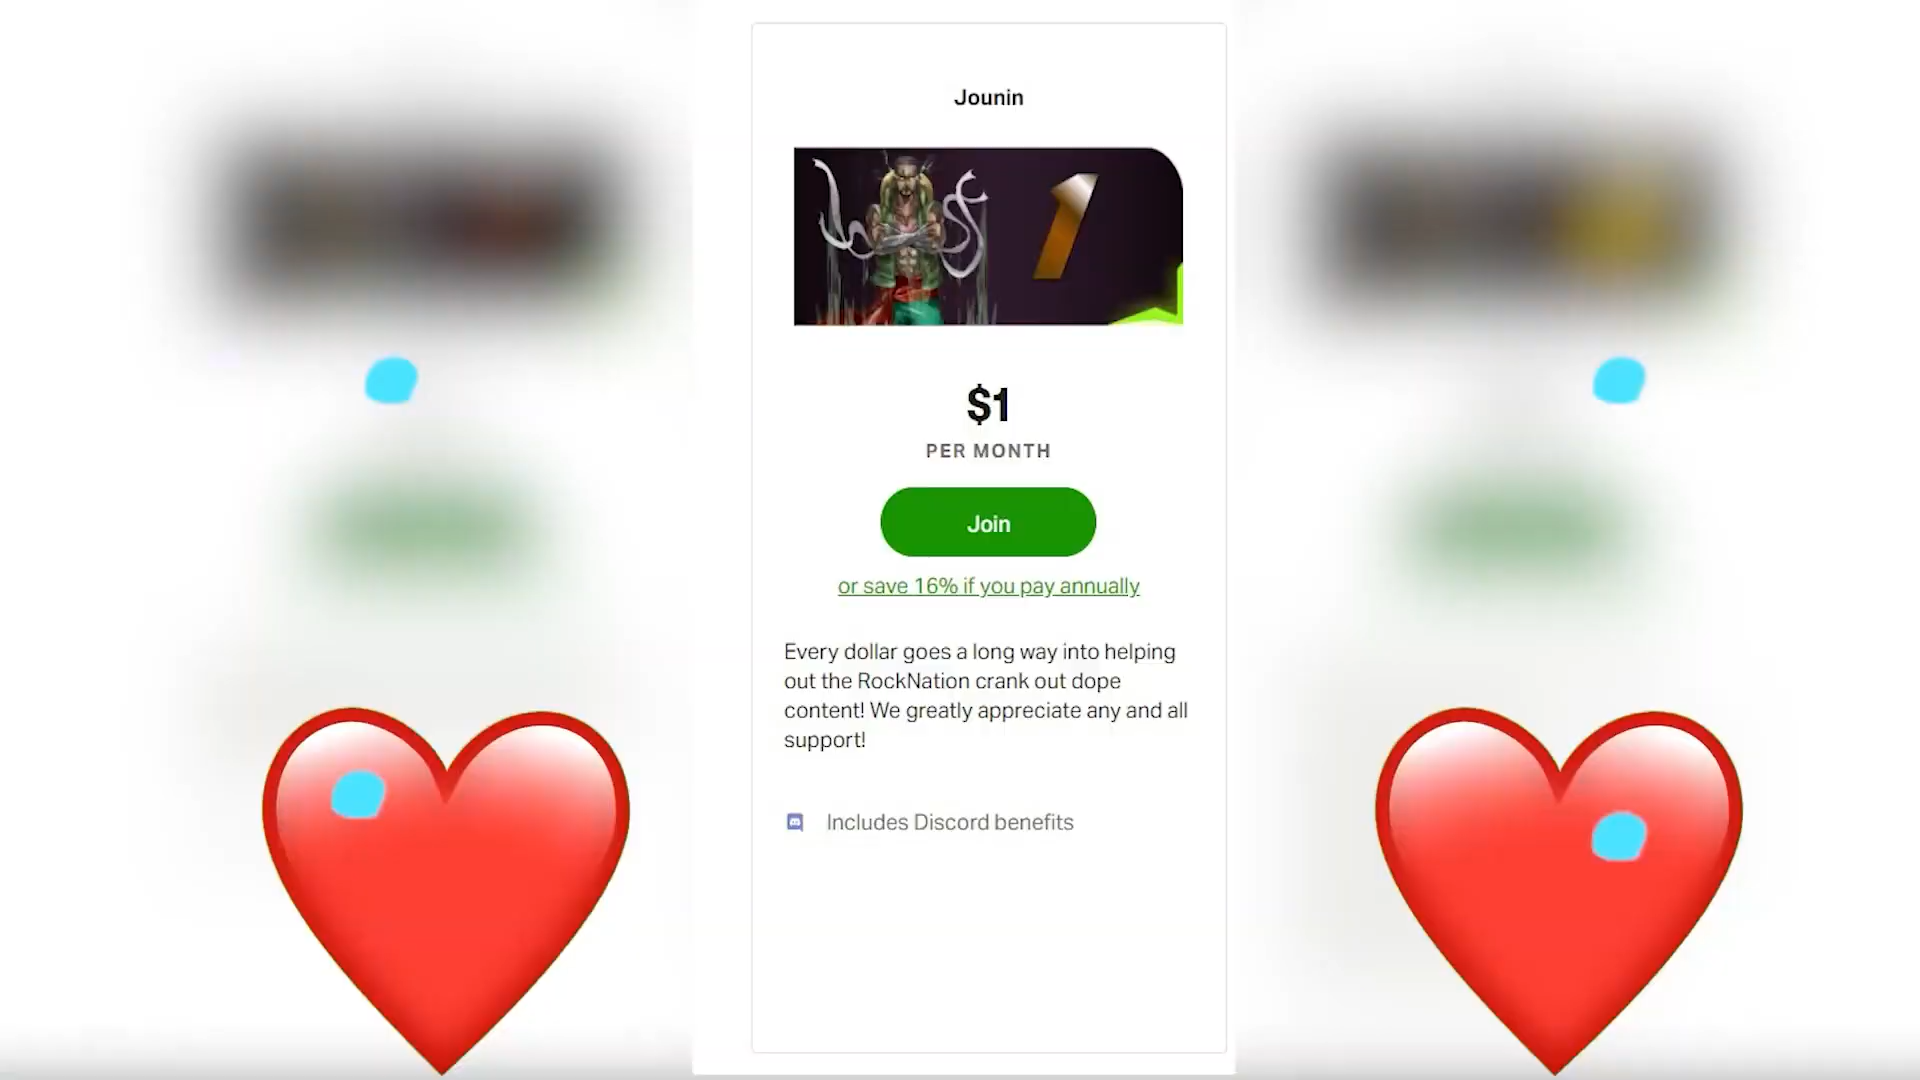 Jounin
1
$1
PER MONTH
Join
or save 16% if you pay annually
Every dollar goes a long way into helping
out the RockNation crank out dope
content! We greatly appreciate any and all
support!
Includes Discord benefits